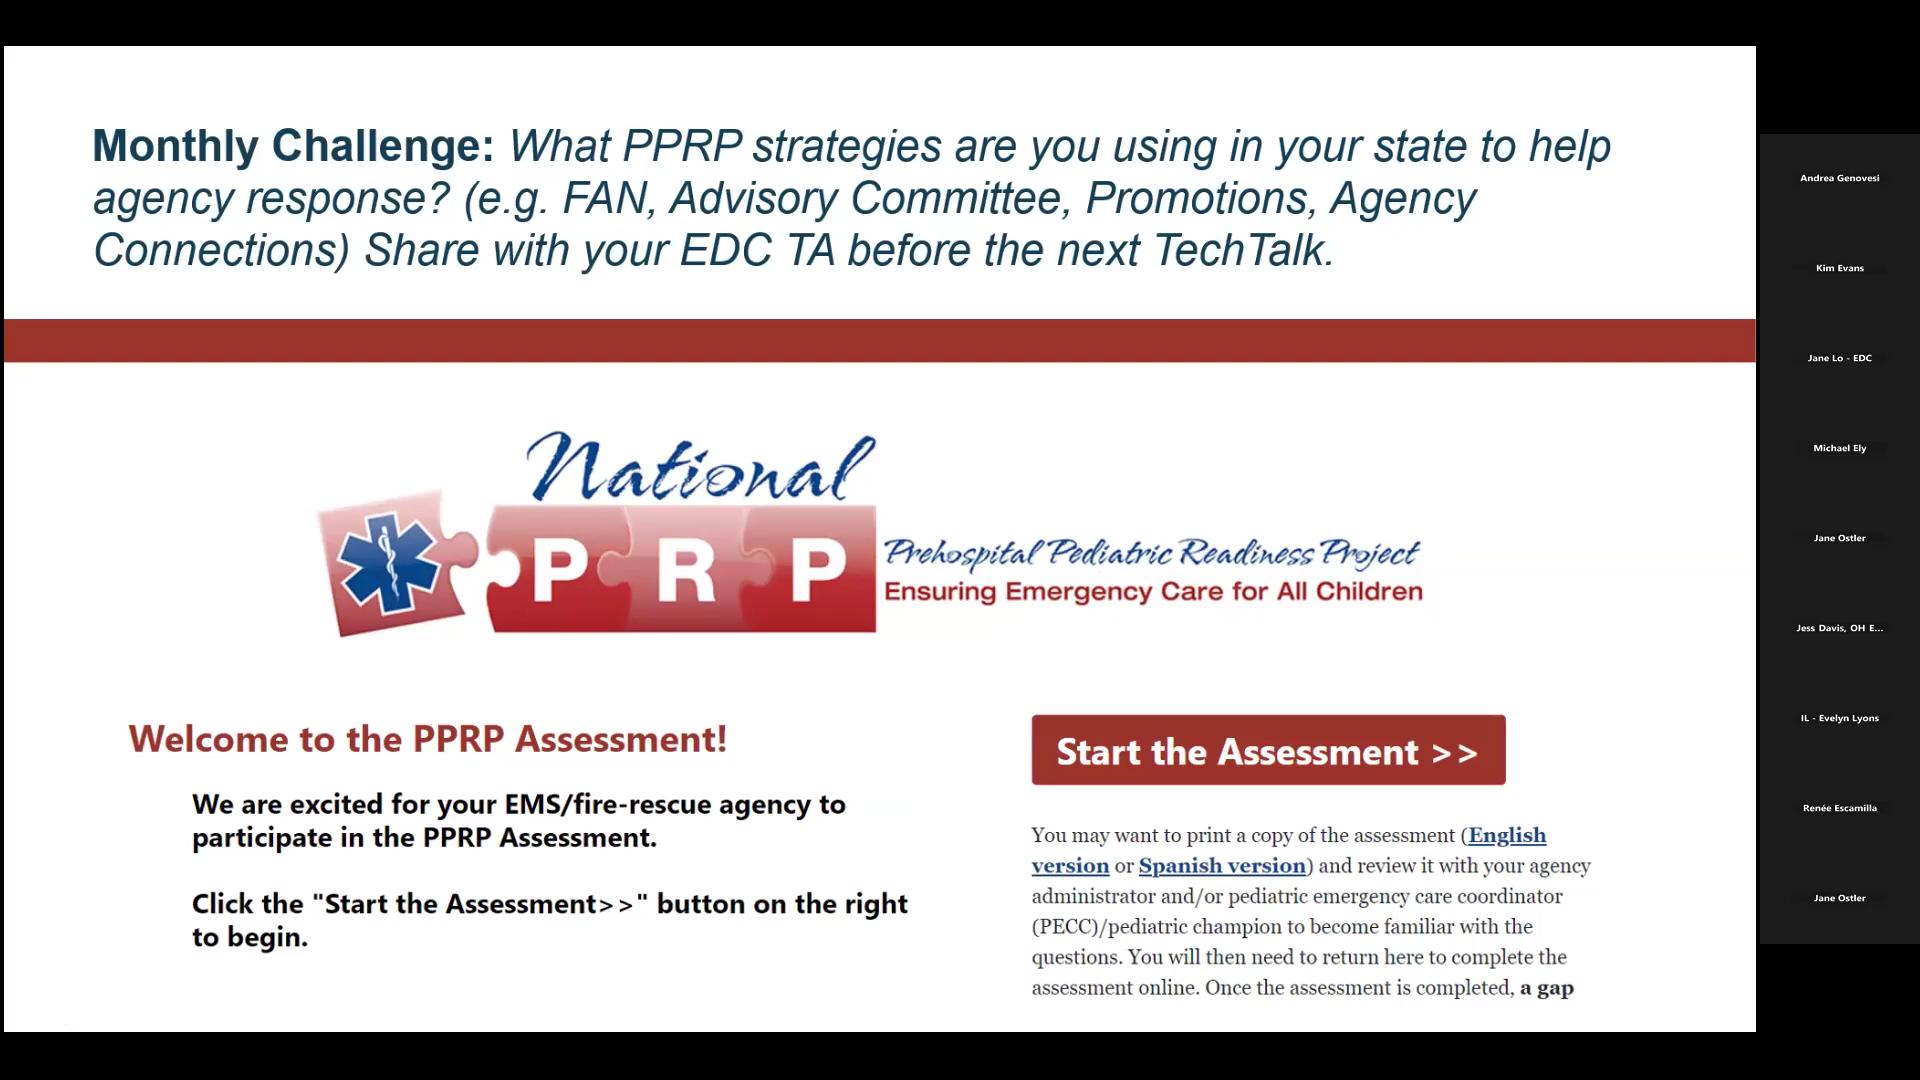 Monthly Challenge: What PPRP strategies are you using in your state to help
agency response? (e.g. FAN, Advisory Committee, Promotions, Agency
Connections) Share with your EDC TA before the next TechTalk.
National
P R P
Prehospital Pediatric Readiness Project
Ensuring Emergency Care for All Children
Welcome to the PPRP Assessment!
We are excited for your EMS/fire-rescue agency to
participate in the PPRP Assessment.
Click the "Start the Assessment>>" button on the right
to begin.
Start the Assessment >>
You may want to print a copy of the assessment (English
version or Spanish version) and review it with your agency
administrator and/or pediatric emergency care coordinator
(PECC)/pediatric champion to become familiar with the
questions. You will then need to return here to complete the
assessment online. Once the assessment is completed, a gap
Andrea Genovesi
Kim Evans
Jane Lo - EDC
Michael Ely
Jane Ostler
Jess Davis, OH E...
IL - Evelyn Lyons
Renée Escamilla
Jane Ostler